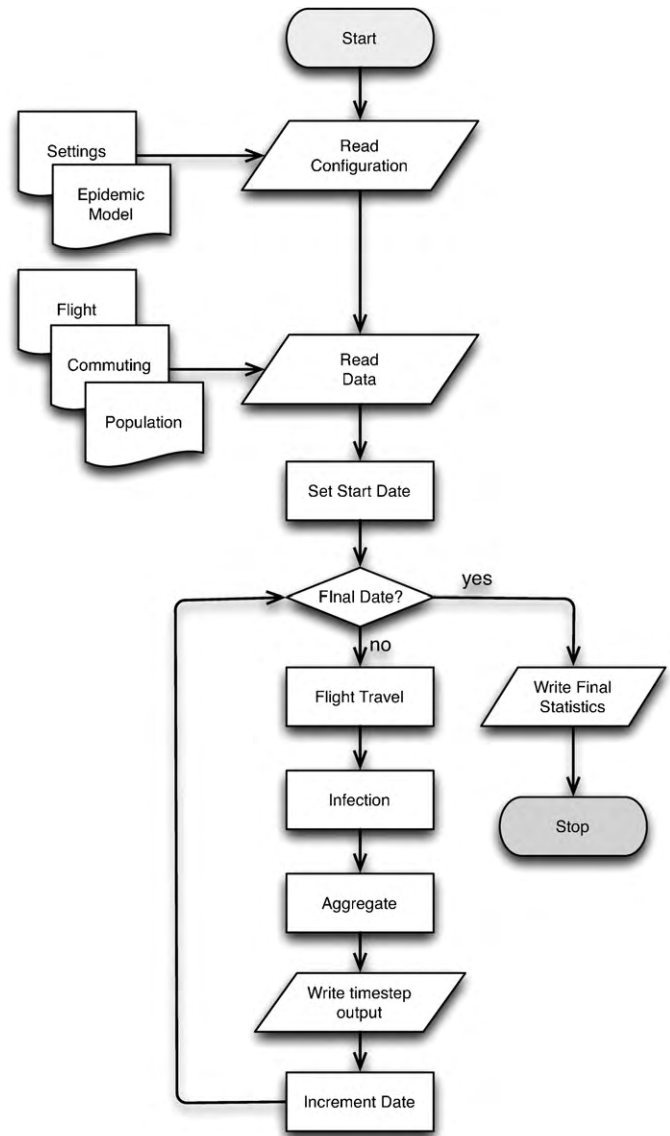 Start
Settings
Epidemic
Model
Read
Configuration
Flight
Commuting
Population
Read
Data
Set Start Date
FInal Date?
yes
no
Flight Travel
Write Final
Statistics
Infection
Stop
Aggregate
Write timestep
output
Increment Date